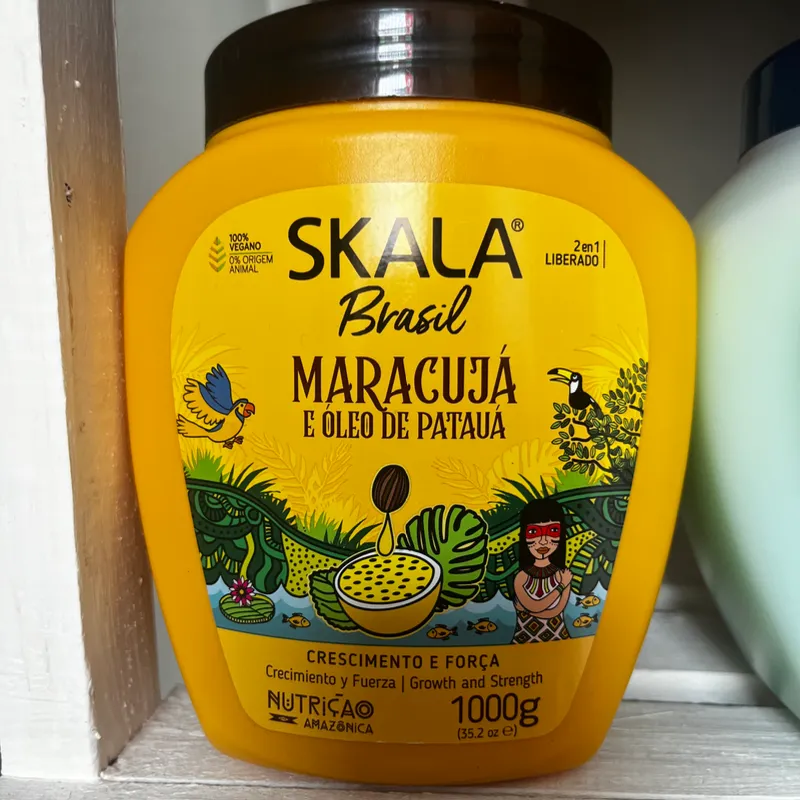 100%
VEGANO
0% ORIGEM
ANIMAL
SKALA®
2 en 1
LIBERADO
Brasil
MARACUJÁ
E ÓLEO DE PATAUÁ
CRESCIMENTO E FORÇA
Crecimiento y Fuerza | Growth and Strength
NUTRIÇÃO
AMAZÔNICA
1000g
(35.2 oz ℮)